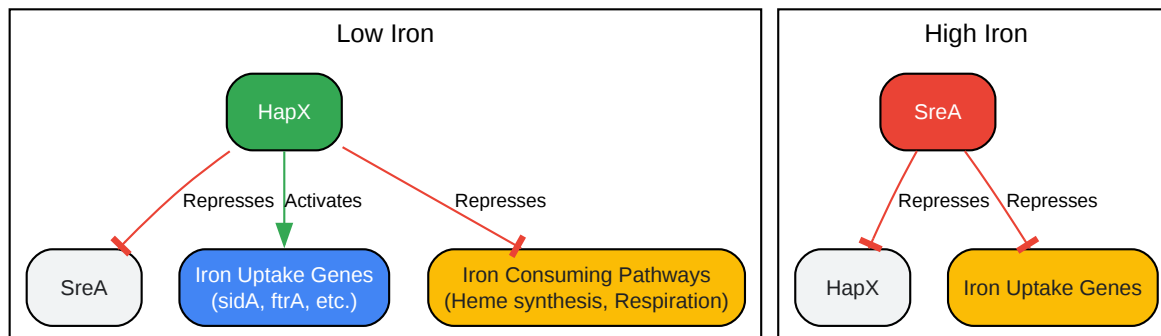 Low Iron
HapX
Represses
Activates
Represses
SreA
Iron Uptake Genes
(sidA, ftrA, etc.)
Iron Consuming Pathways
(Heme synthesis, Respiration)
High Iron
SreA
Represses
Represses
HapX
Iron Uptake Genes